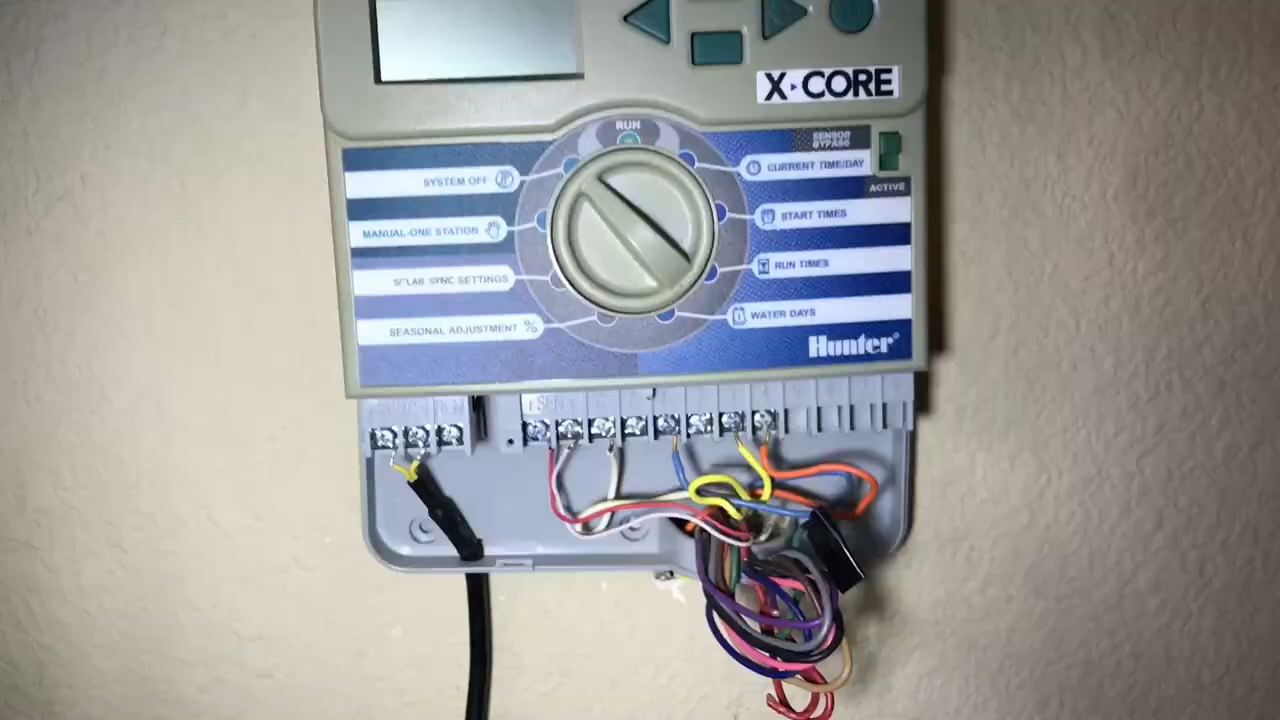 X-CORE
RUN
SENSOR
BYPASS
SYSTEM OFF
CURRENT TIME/DAY
ACTIVE
MANUAL-ONE STATION
START TIMES
SYNC SETTINGS
RUN TIMES
SEASONAL ADJUSTMENT %
WATER DAYS
Hunter®